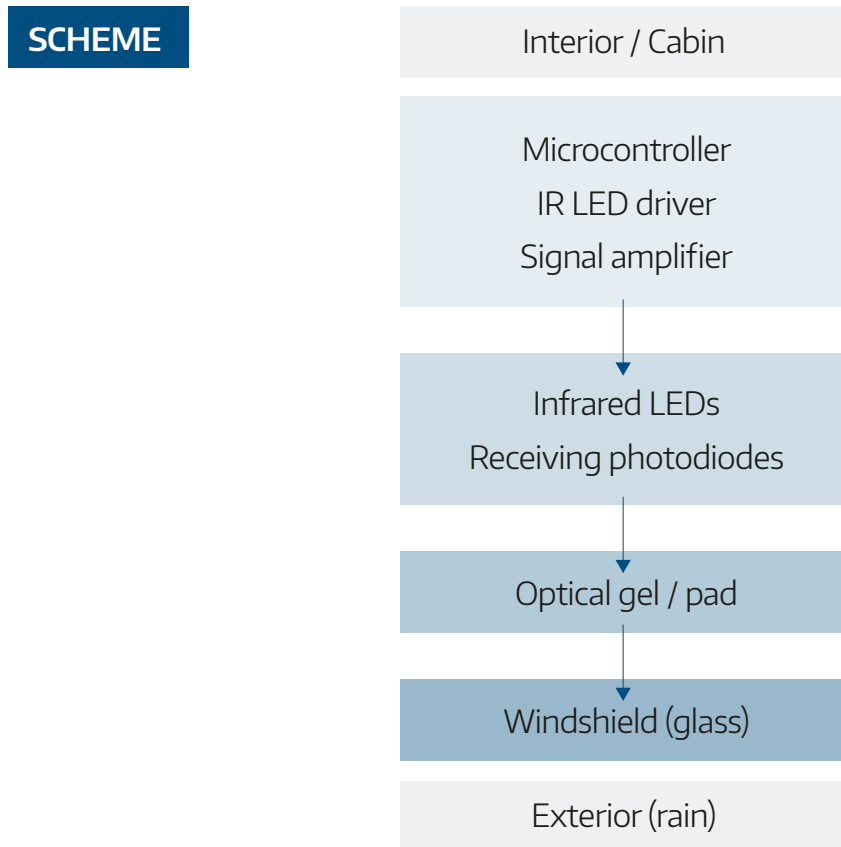 SCHEME
Interior / Cabin
Microcontroller
IR LED driver
Signal amplifier
Infrared LEDs
Receiving photodiodes
Optical gel / pad
Windshield (glass)
Exterior (rain)